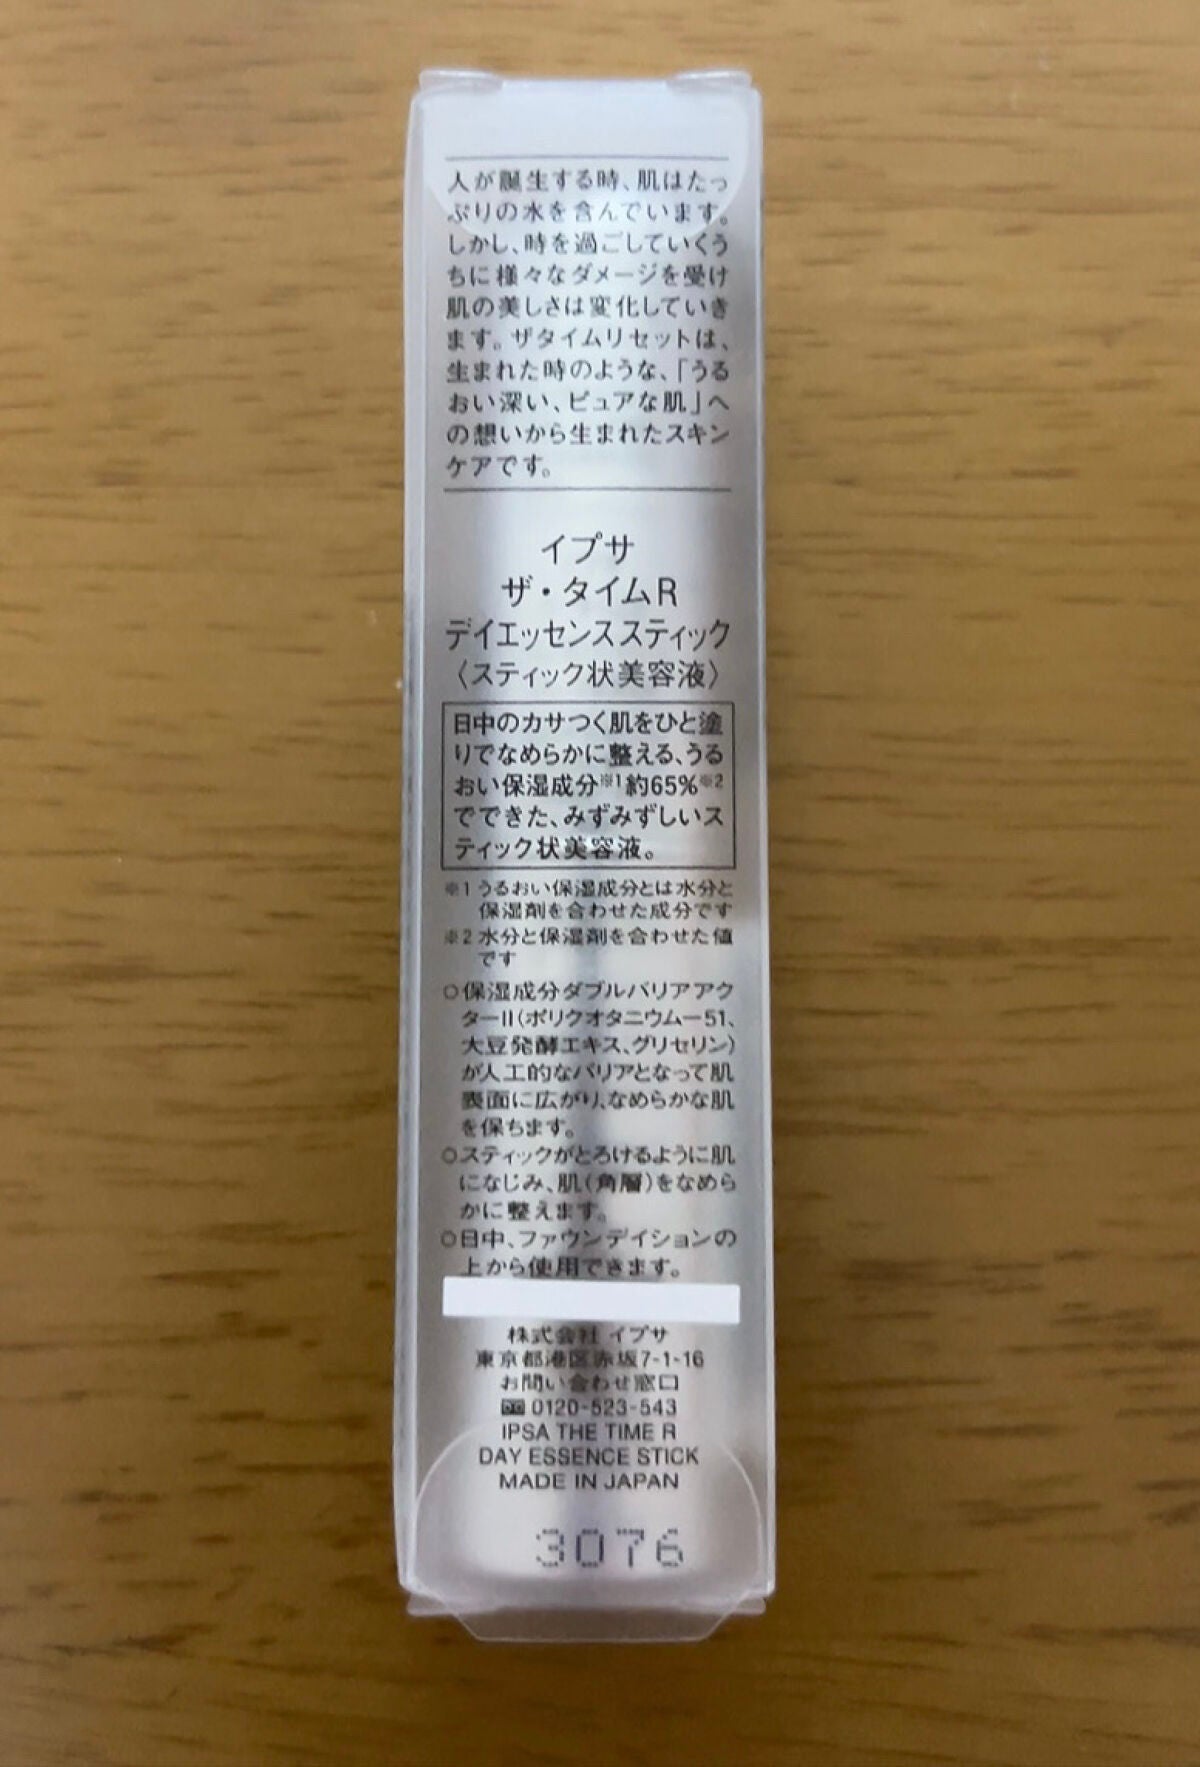 人が誕生する時、肌はたっ
ぷりの水を含んでいます。
しかし、時を過ごしていくう
ちに様々なダメージを受け
肌の美しさは変化していき
ます。ザタイムリセットは、
生まれた時のような、「うる
おい深い、ピュアな肌」へ
の想いから生まれたスキン
ケアです。
イプサ
ザ・タイムR
デイエッセンススティック
〈スティック状美容液〉
日中のカサつく肌をひと塗
りでなめらかに整える、うる
おい保湿成分※1約65%※2
でできた、みずみずしいス
ティック状美容液。
※1 うるおい保湿成分とは水分と
保湿剤を合わせた成分です
※2 水分と保湿剤を合わせた値
です
○保湿成分ダブルバリアアク
ターII(ポリクオタニウムー51、
大豆発酵エキス、グリセリン)
が人工的なバリアとなって肌
表面に広がり、なめらかな肌
を保ちます。
○スティックがとろけるように肌
になじみ、肌(角層)をなめら
かに整えます。
○日中、ファウンデイションの
上から使用できます。
株式会社 イプサ
東京都港区赤坂7-1-16
お問い合わせ窓口
0120-523-543
IPSA THE TIME R
DAY ESSENCE STICK
MADE IN JAPAN
3076